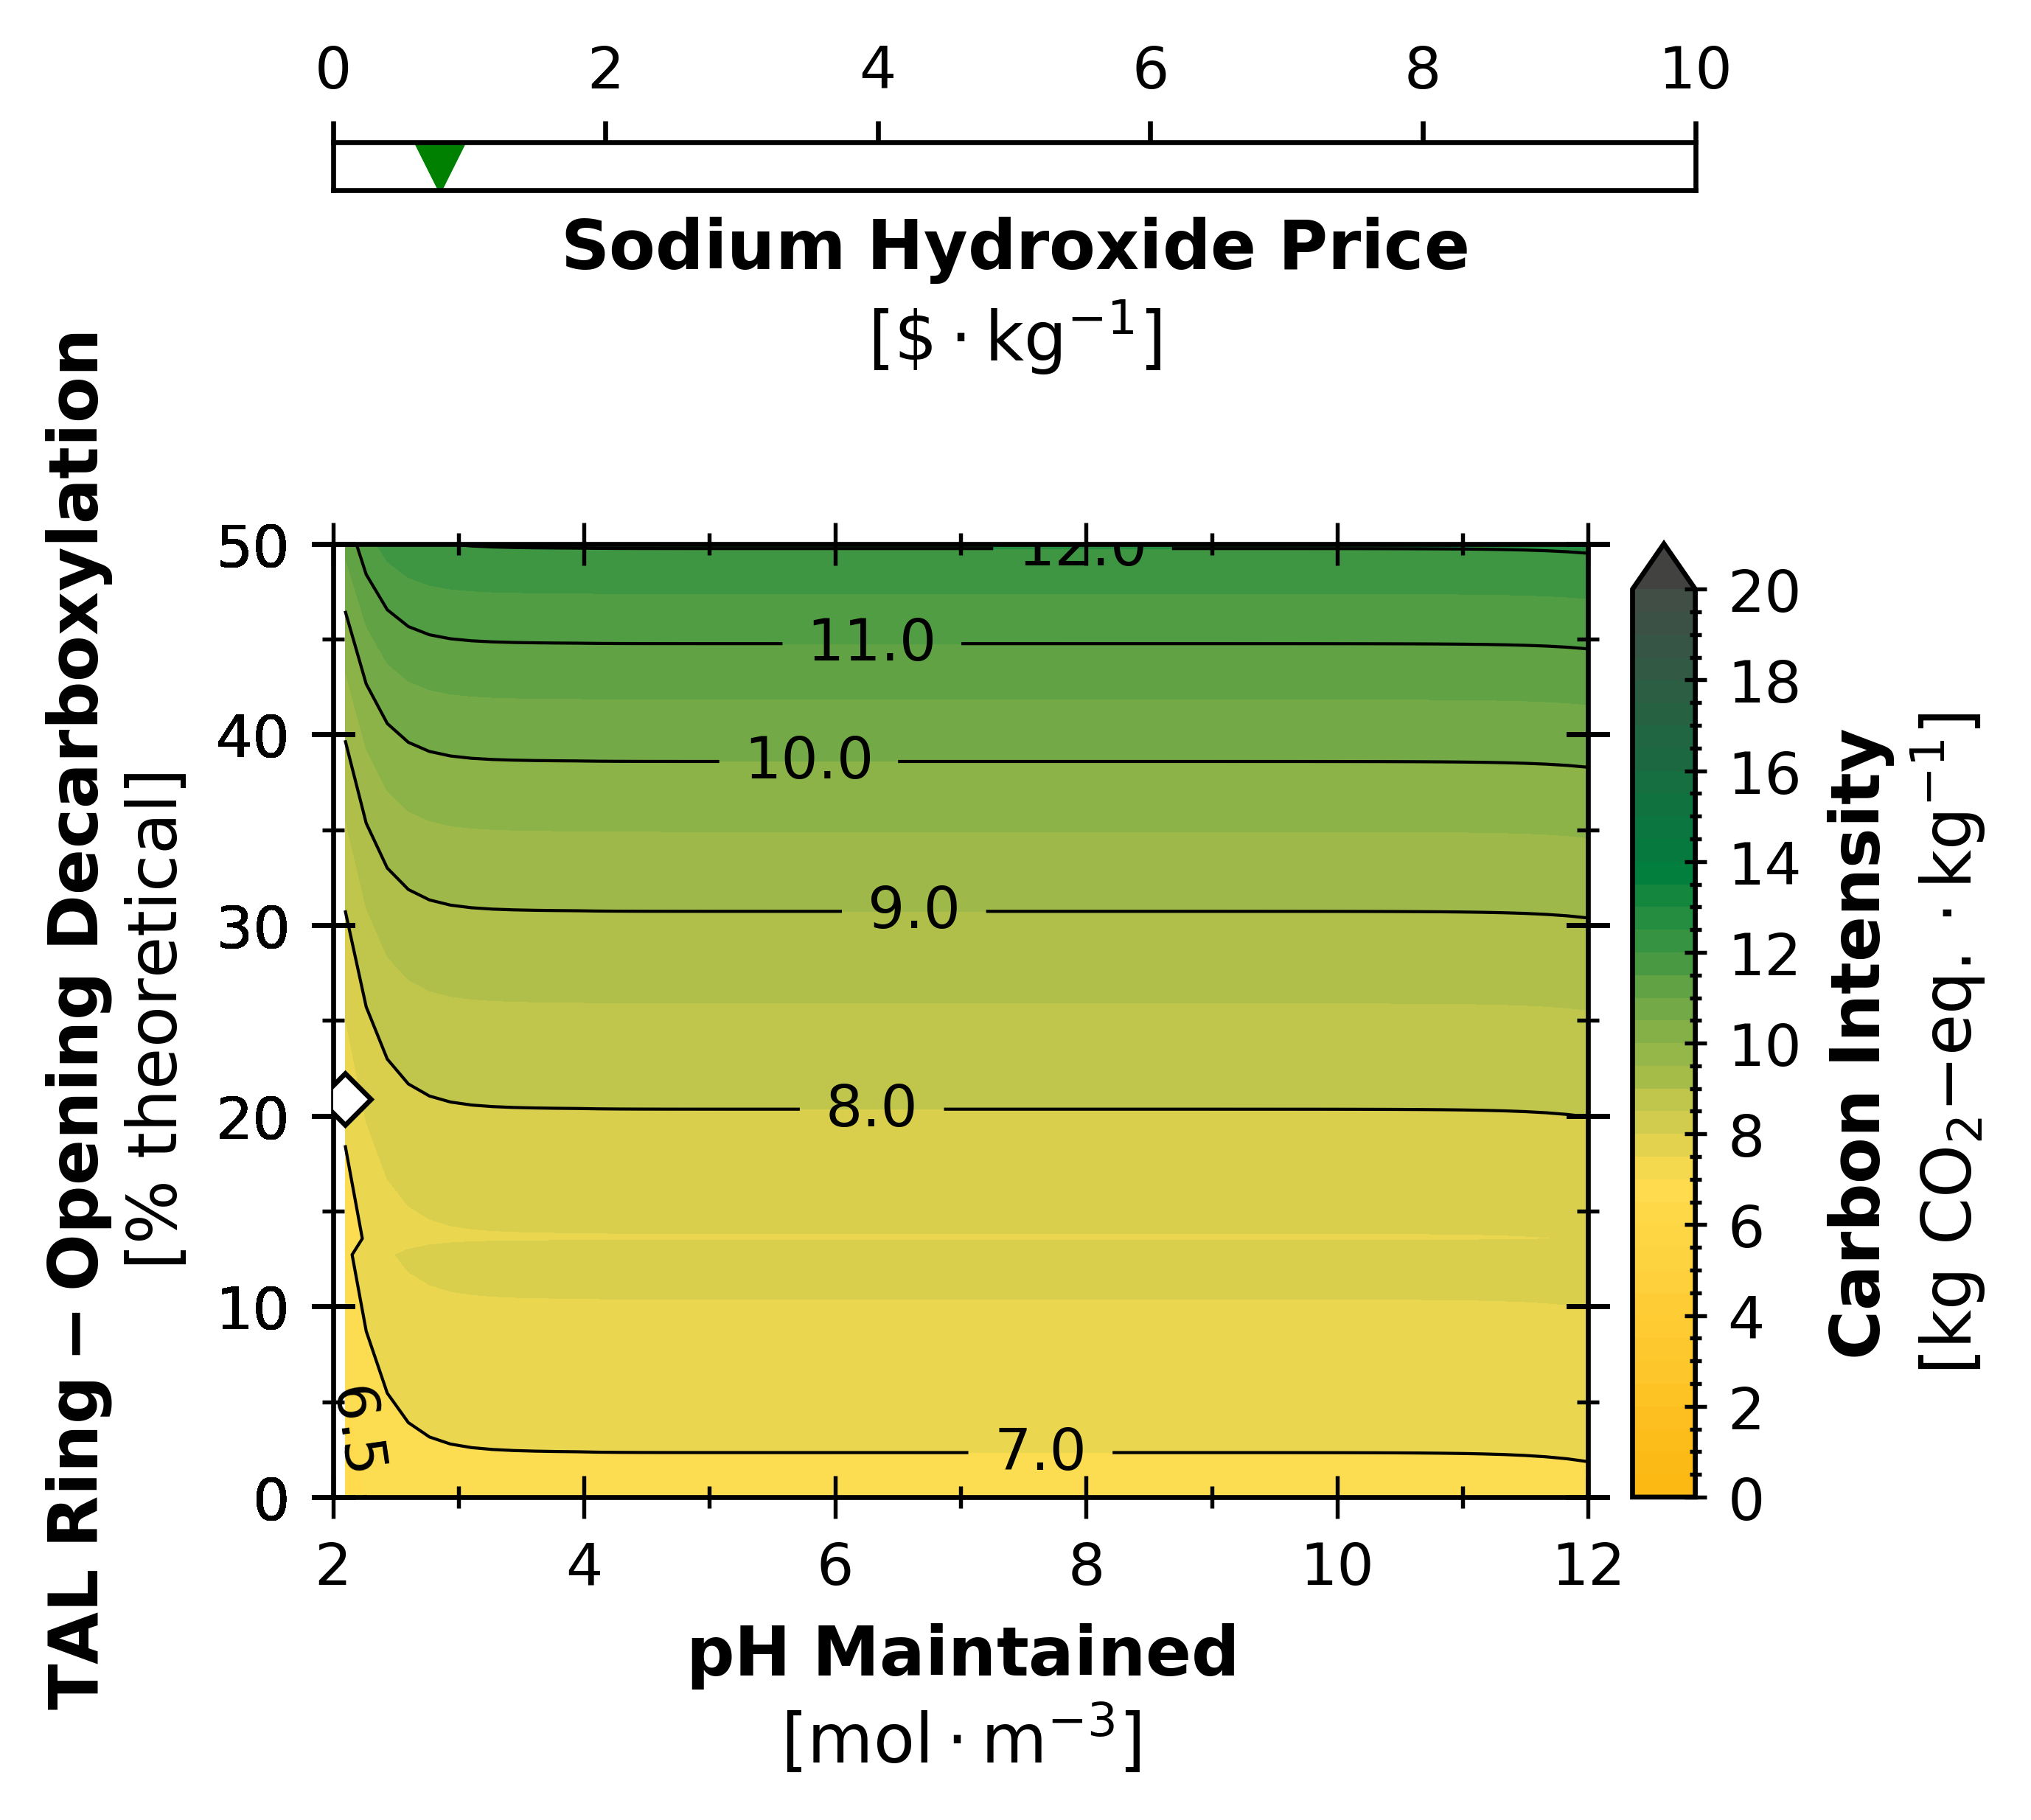 0 2 4 6 8 10
Sodium Hydroxide Price
[$ · kg⁻¹]
TAL Ring − Opening Decarboxylation
[% theoretical]
50
40
30
20
10
0
12.0
11.0
10.0
9.0
8.0
7.0
6.5
2 4 6 8 10 12
pH Maintained
[mol · m⁻³]
20
18
16
14
12
10
8
6
4
2
0
Carbon Intensity
[kg CO₂−eq. · kg⁻¹]